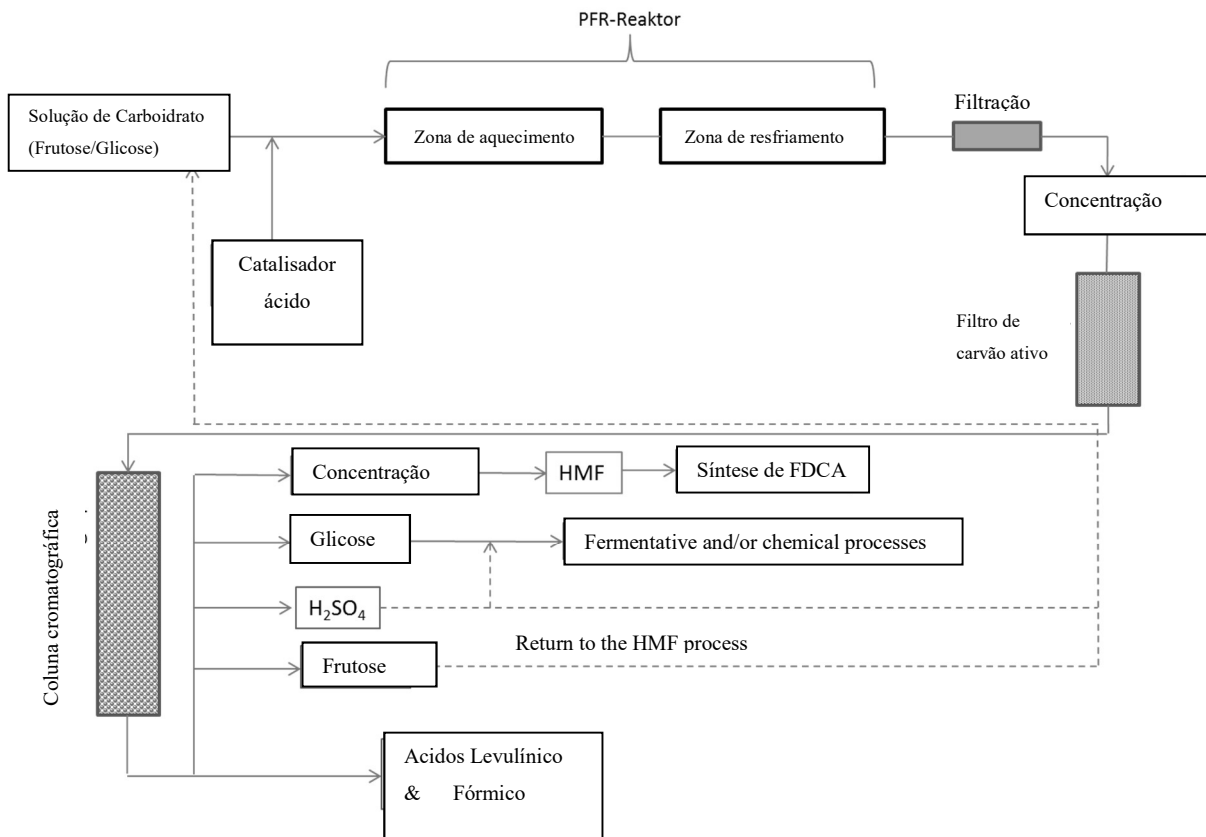 PFR-Reaktor
Solução de Carboidrato
(Frutose/Glicose)
Zona de aquecimento
Zona de resfriamento
Filtração
Concentração
Catalisador
ácido
Filtro de
carvão ativo
Coluna cromatográfica
Concentração
HMF
Síntese de FDCA
Glicose
Fermentative and/or chemical processes
H₂SO₄
Return to the HMF process
Frutose
Acidos Levulínico
& Fórmico